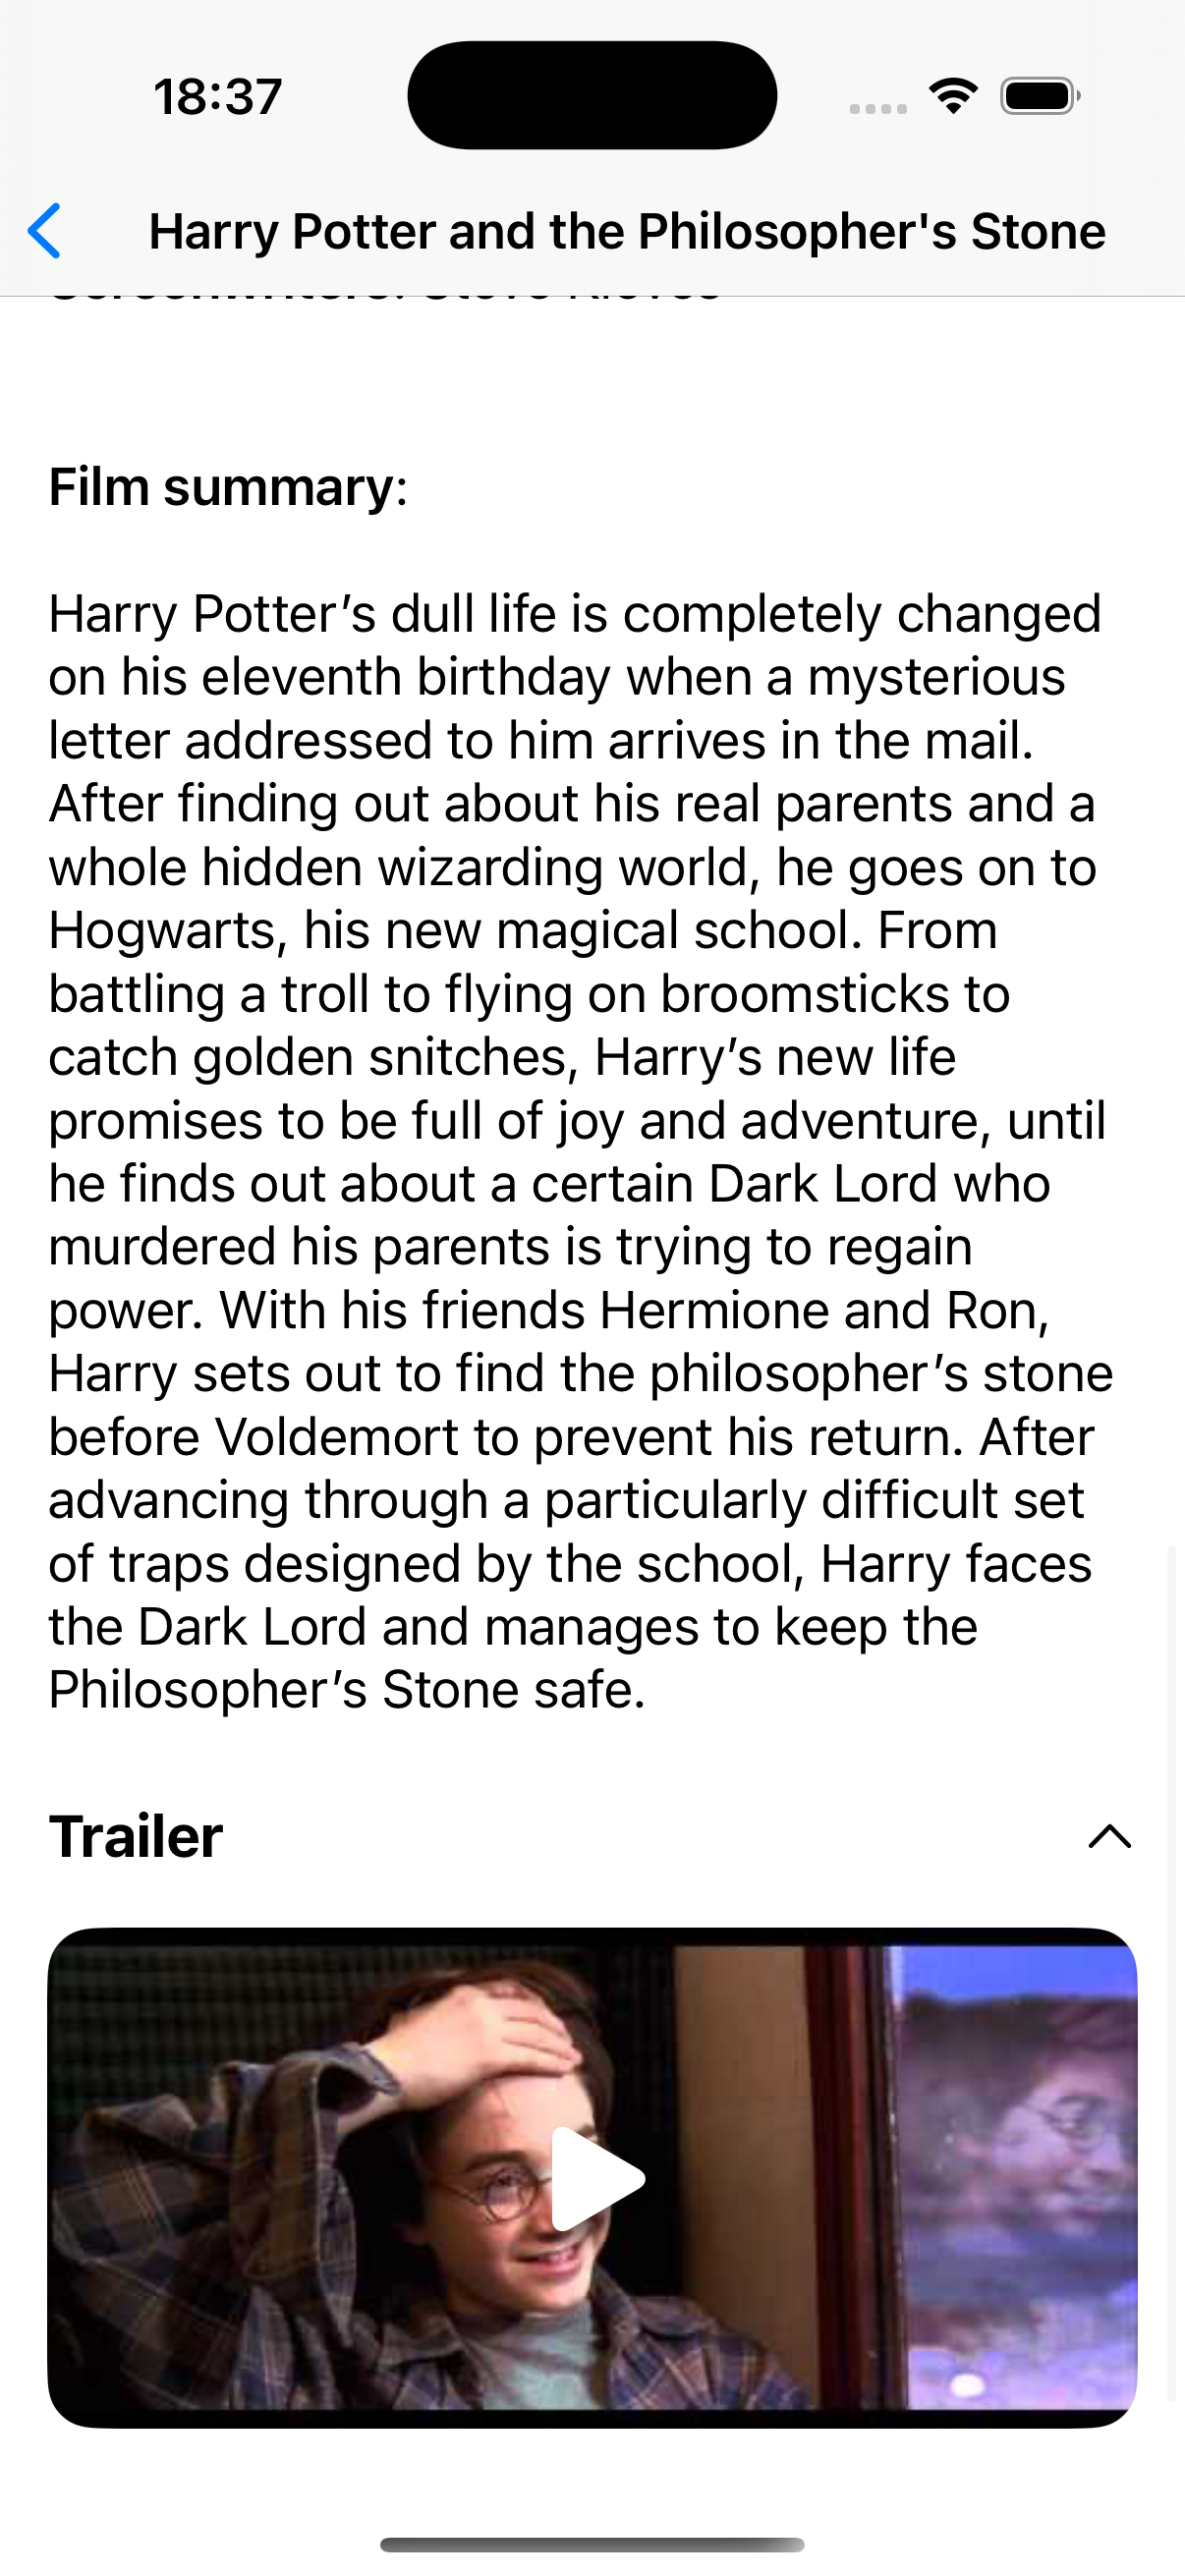 18:37
Harry Potter and the Philosopher's Stone
Film summary:
Harry Potter’s dull life is completely changed
on his eleventh birthday when a mysterious
letter addressed to him arrives in the mail.
After finding out about his real parents and a
whole hidden wizarding world, he goes on to
Hogwarts, his new magical school. From
battling a troll to flying on broomsticks to
catch golden snitches, Harry’s new life
promises to be full of joy and adventure, until
he finds out about a certain Dark Lord who
murdered his parents is trying to regain
power. With his friends Hermione and Ron,
Harry sets out to find the philosopher’s stone
before Voldemort to prevent his return. After
advancing through a particularly difficult set
of traps designed by the school, Harry faces
the Dark Lord and manages to keep the
Philosopher’s Stone safe.
Trailer